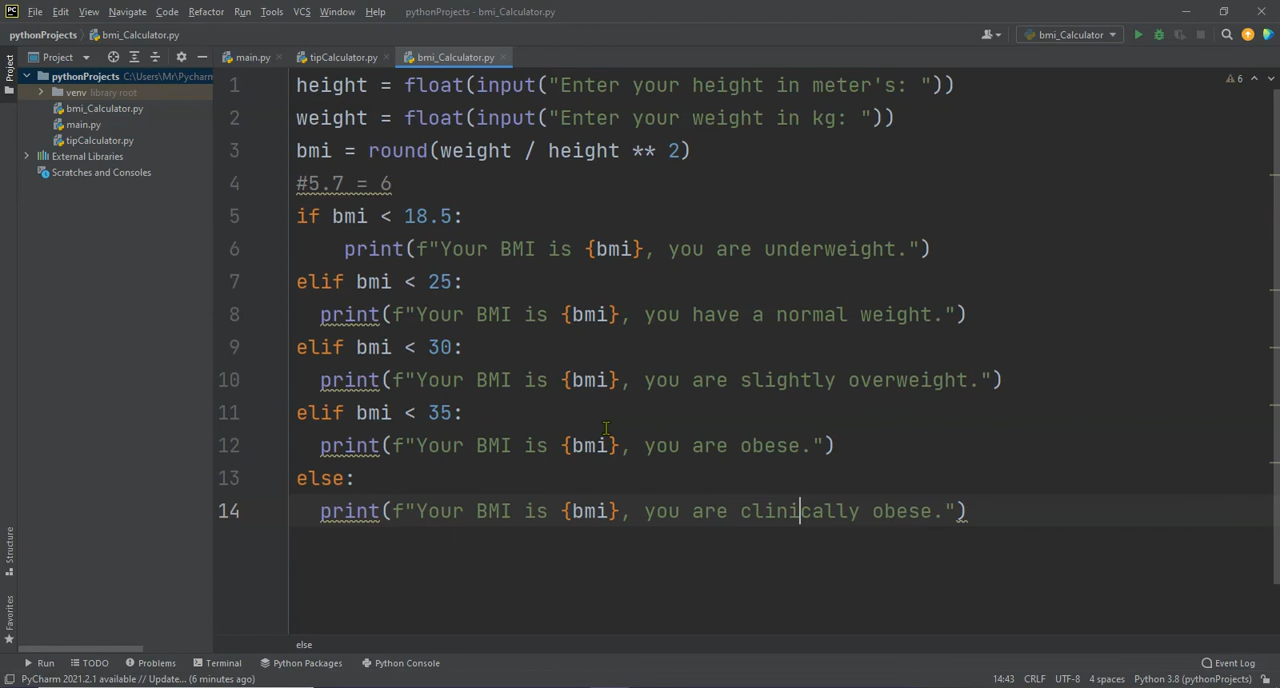 PC File Edit View Navigate Code Refactor Run Tools VCS Window Help pythonProjects - bmi_Calculator.py
pythonProjects bmi_Calculator.py bmi_Calculator
Project main.py tipCalculator.py bmi_Calculator.py
Project
pythonProjects C:\Users\Mr\Pycharm
venv library root
bmi_Calculator.py
main.py
tipCalculator.py
External Libraries
Scratches and Consoles
6
1 height = float(input("Enter your height in meter's: "))
2 weight = float(input("Enter your weight in kg: "))
3 bmi = round(weight / height ** 2)
4 #5.7 = 6
5 if bmi < 18.5:
6 print(f"Your BMI is {bmi}, you are underweight.")
7 elif bmi < 25:
8 print(f"Your BMI is {bmi}, you have a normal weight.")
9 elif bmi < 30:
10 print(f"Your BMI is {bmi}, you are slightly overweight.")
11 elif bmi < 35:
12 print(f"Your BMI is {bmi}, you are obese.")
13 else:
14 print(f"Your BMI is {bmi}, you are clinically obese.")
Structure
Favorites
else
Run TODO Problems Terminal Python Packages Python Console Event Log
PyCharm 2021.2.1 available // Update... (6 minutes ago) 14:43 CRLF UTF-8 4 spaces Python 3.8 (pythonProjects)